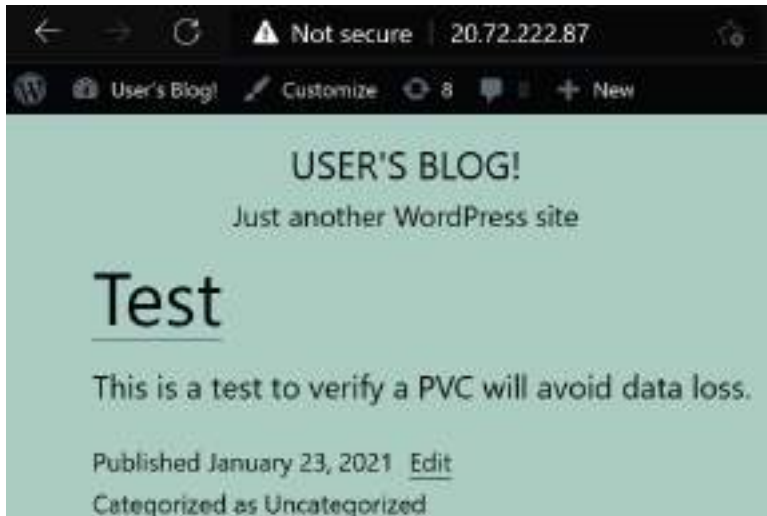 Not secure 20.72.222.87
User's Blog! Customize 8 New
USER'S BLOG!
Just another WordPress site
Test
This is a test to verify a PVC will avoid data loss.
Published January 23, 2021 Edit
Categorized as Uncategorized